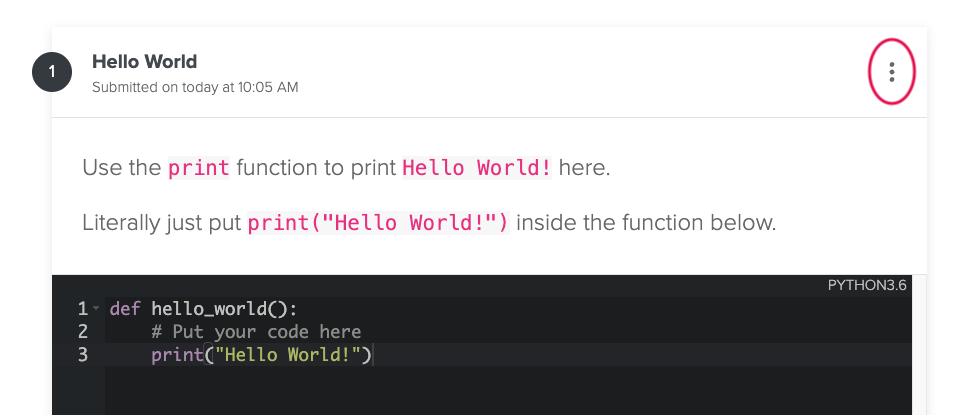 1
Hello World
Submitted on today at 10:05 AM
Use the print function to print Hello World! here.
Literally just put print("Hello World!") inside the function below.
PYTHON3.6
1 def hello_world():
2     # Put your code here
3     print("Hello World!")